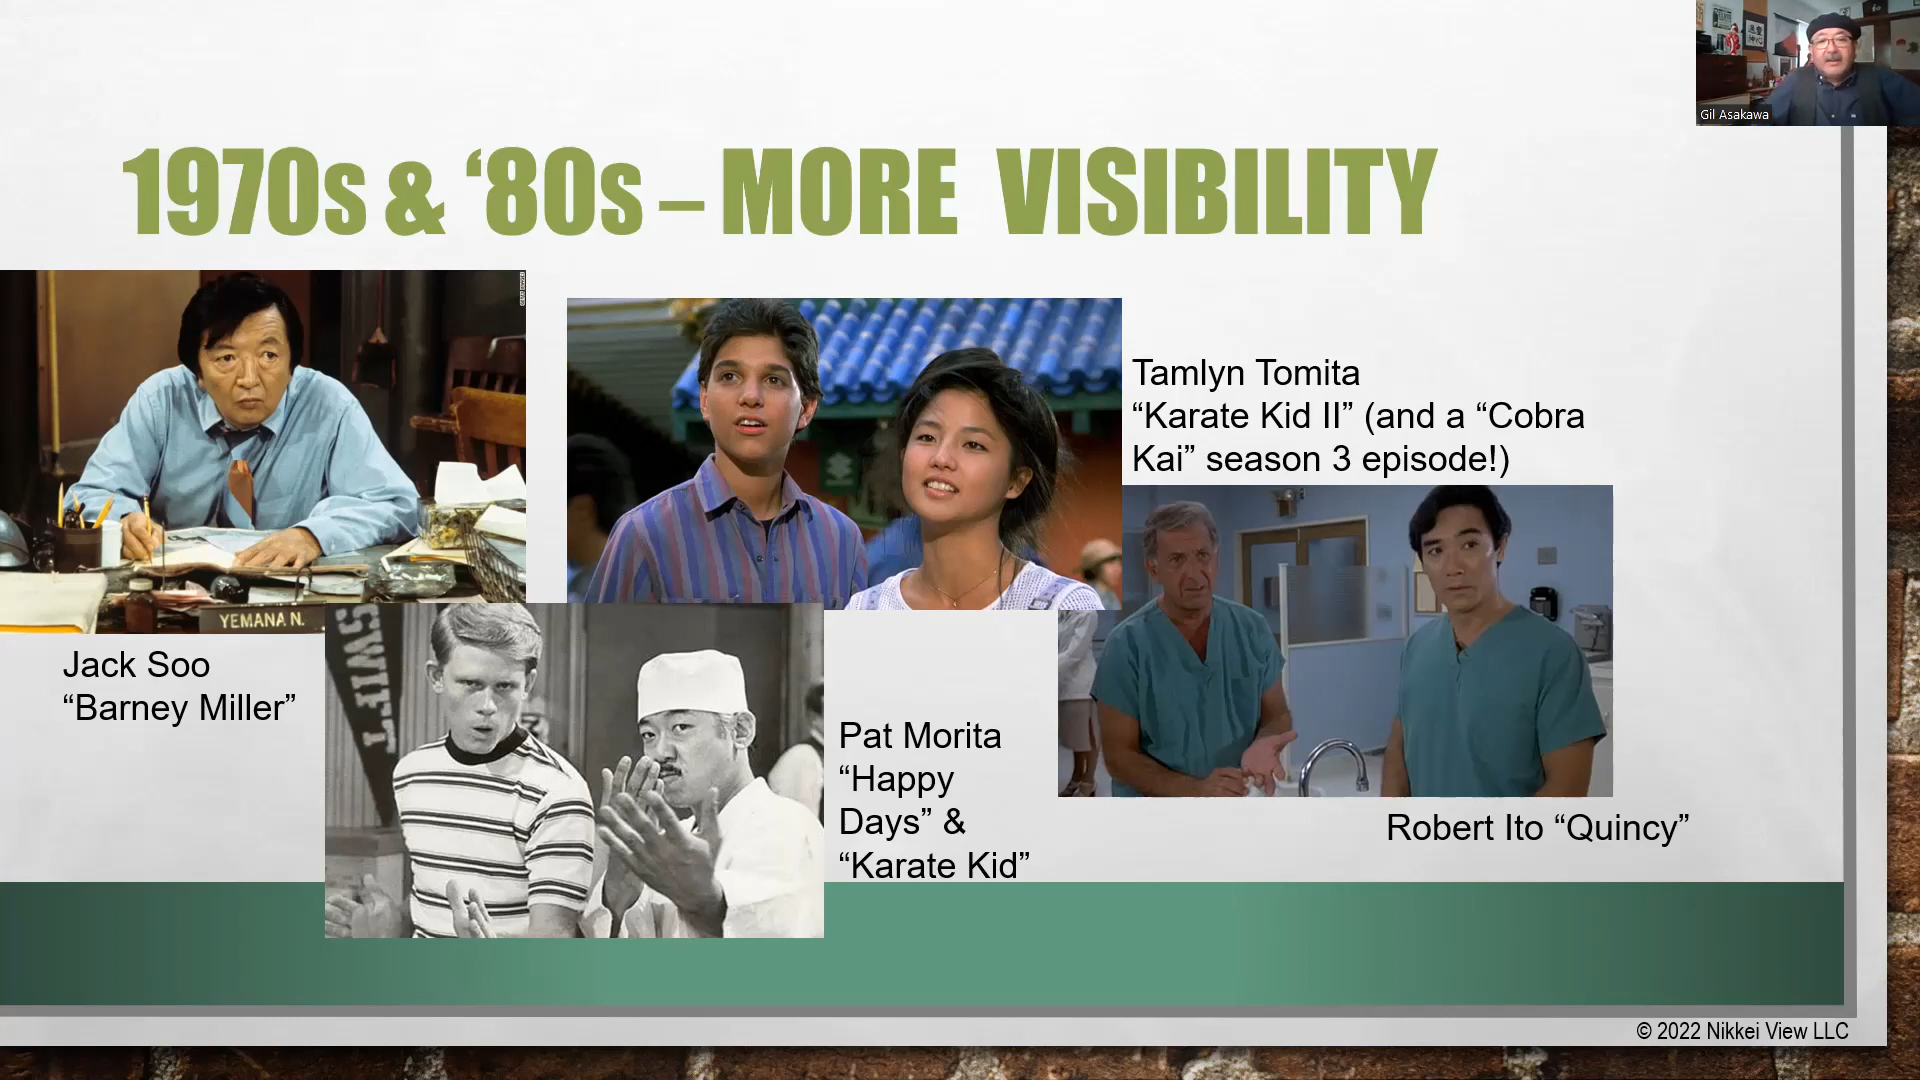 Gil Asakawa
1970s & ‘80s – MORE VISIBILITY
Tamlyn Tomita
“Karate Kid II” (and a “Cobra
Kai” season 3 episode!)
YEMANA N.
Jack Soo
“Barney Miller”
SWIFT
Pat Morita
“Happy
Days” &
“Karate Kid”
Robert Ito “Quincy”
© 2022 Nikkei View LLC